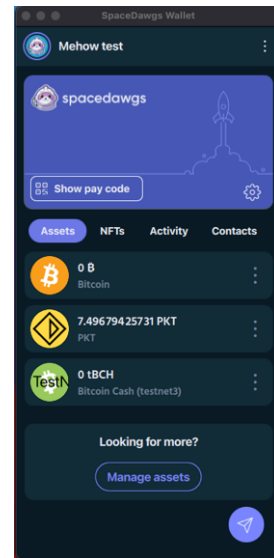 SpaceDawgs Wallet
Mehow test
spacedawgs
Show pay code
Assets NFTs Activity Contacts
0 ₿
Bitcoin
7.49679425731 PKT
PKT
TestN
0 tBCH
Bitcoin Cash (testnet3)
Looking for more?
Manage assets